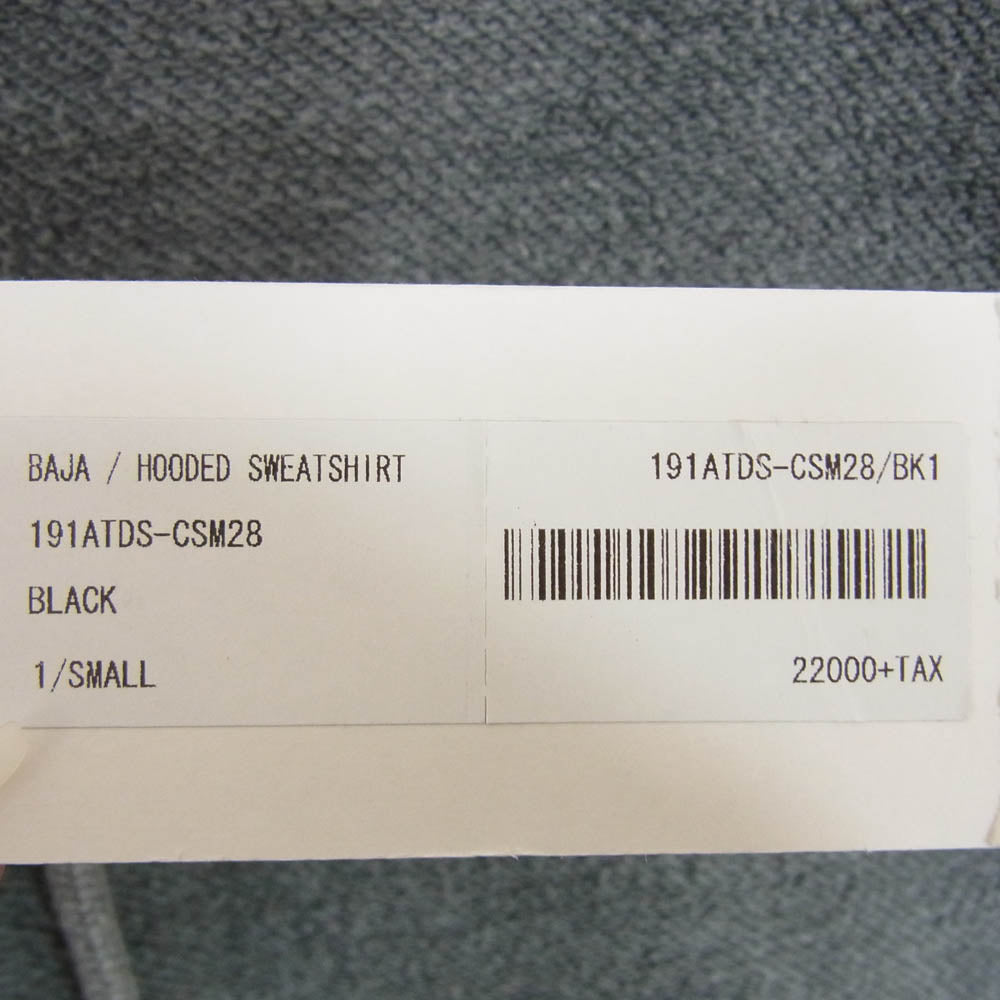 BAJA / HOODED SWEATSHIRT
191ATDS-CSM28
BLACK
1/SMALL
191ATDS-CSM28/BK1
22000+TAX